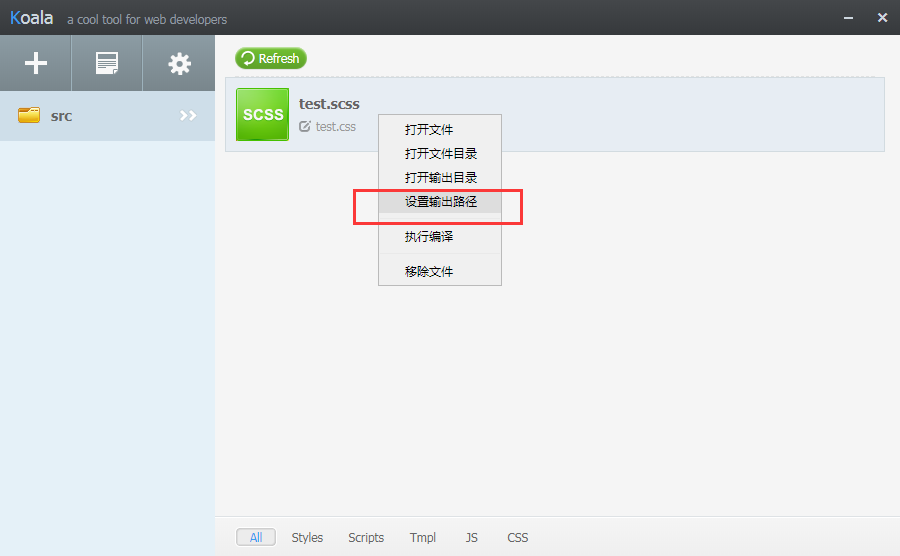 Koala a cool tool for web developers
Refresh
src
SCSS
test.scss
test.css
打开文件
打开文件目录
打开输出目录
设置输出路径
执行编译
移除文件
All Styles Scripts Tmpl JS CSS